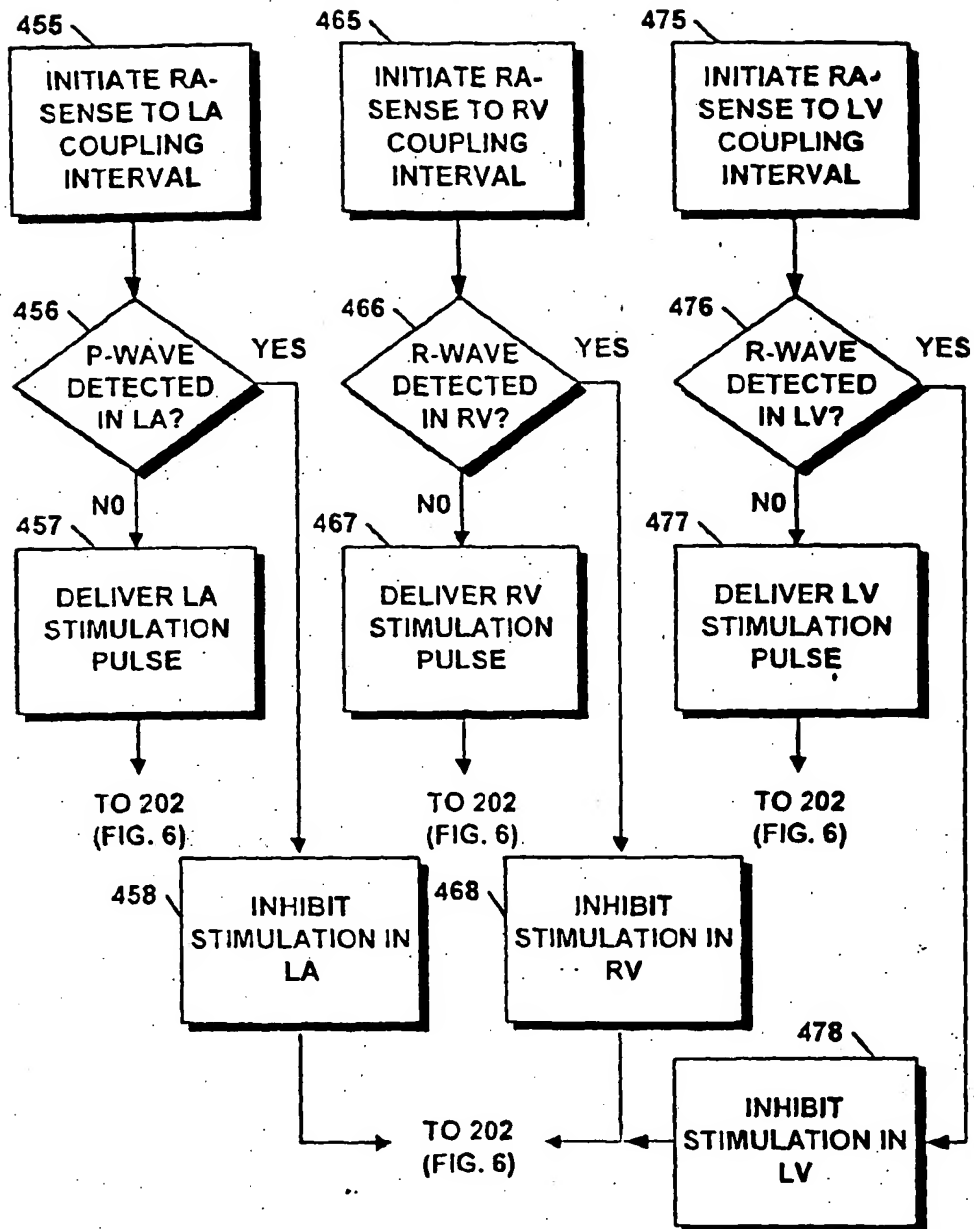 455
INITIATE RA-
SENSE TO LA
COUPLING
INTERVAL
465
INITIATE RA-
SENSE TO RV
COUPLING
INTERVAL
475
INITIATE RA-
SENSE TO LV
COUPLING
INTERVAL
456
P-WAVE
DETECTED
IN LA?
YES
NO
466
R-WAVE
DETECTED
IN RV?
YES
NO
476
R-WAVE
DETECTED
IN LV?
YES
NO
457
DELIVER LA
STIMULATION
PULSE
467
DELIVER RV
STIMULATION
PULSE
477
DELIVER LV
STIMULATION
PULSE
TO 202
(FIG. 6)
TO 202
(FIG. 6)
TO 202
(FIG. 6)
458
INHIBIT
STIMULATION IN
LA
468
INHIBIT
STIMULATION IN
RV
478
INHIBIT
STIMULATION IN
LV
TO 202
(FIG. 6)